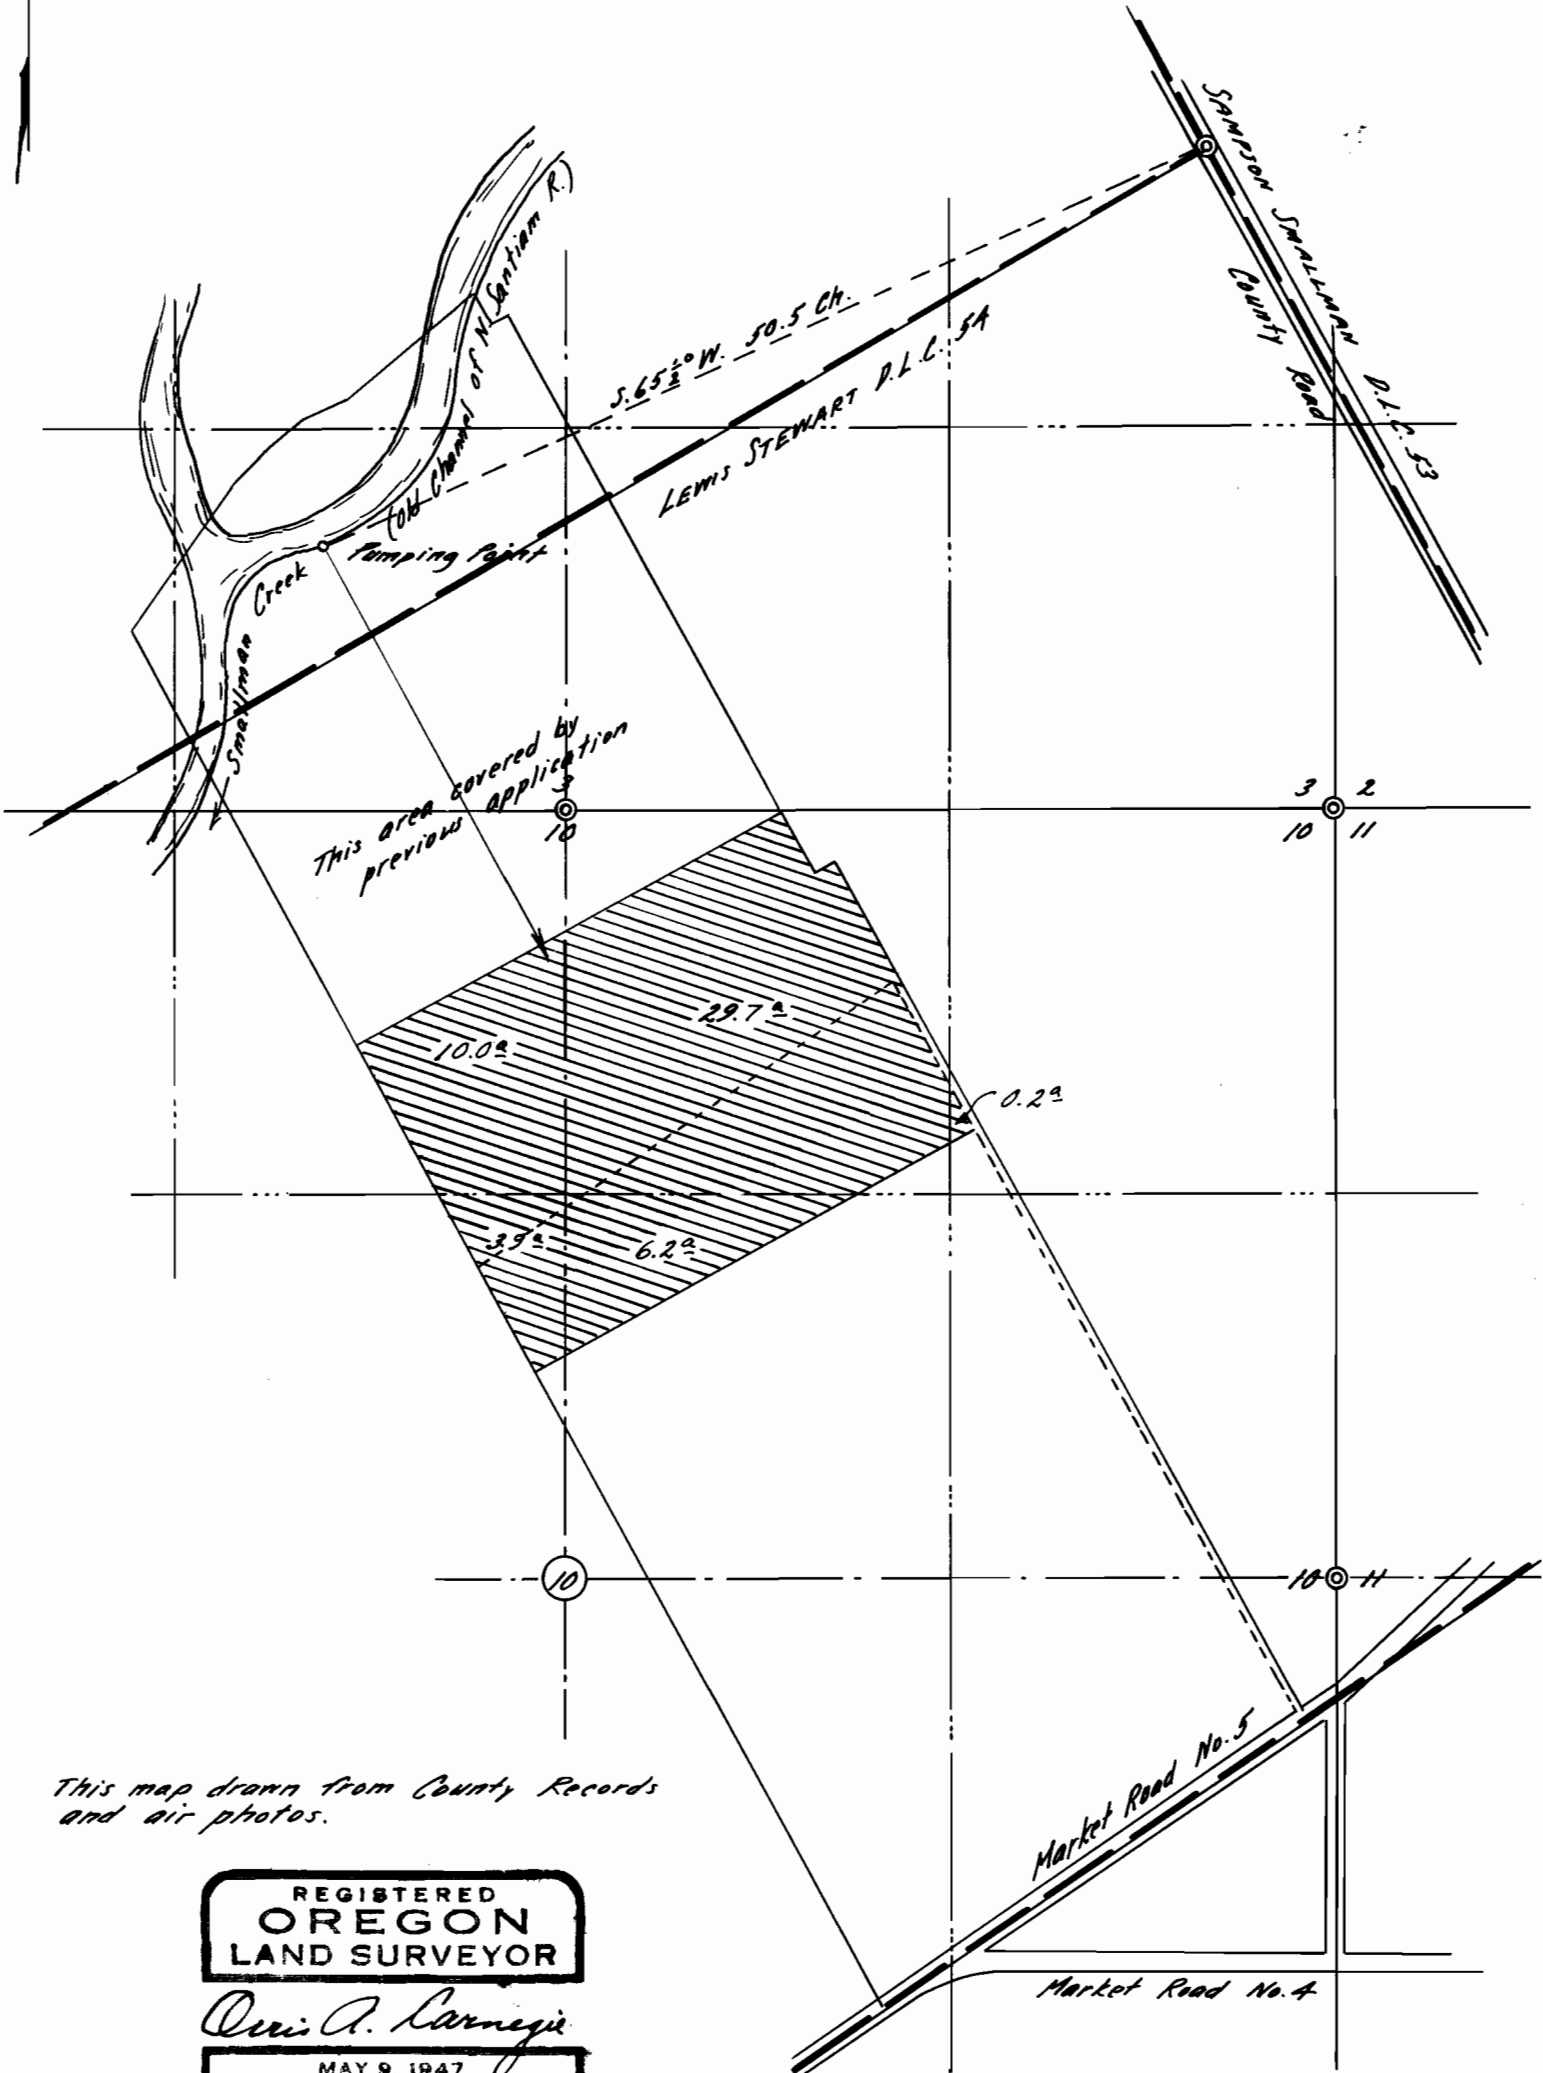 SAMPSON SMALLMAN D.L.C. 53
County Road
(Old Channel of N. Santiam R.)
S. 65½° W. 50.5 Ch.
LEWIS STEWART D.L.C. 54
Pumping Point
Smallman Creek
This area covered by
previous application
3
10
3 2
10 11
29.7a
10.0a
0.2a
3.9a
6.2a
10
10 11
Market Road No. 5
This map drawn from County Records
and air photos.
REGISTERED
OREGON
LAND SURVEYOR
Orris A. Carnegie
MAY 9, 1947
Market Road No. 4